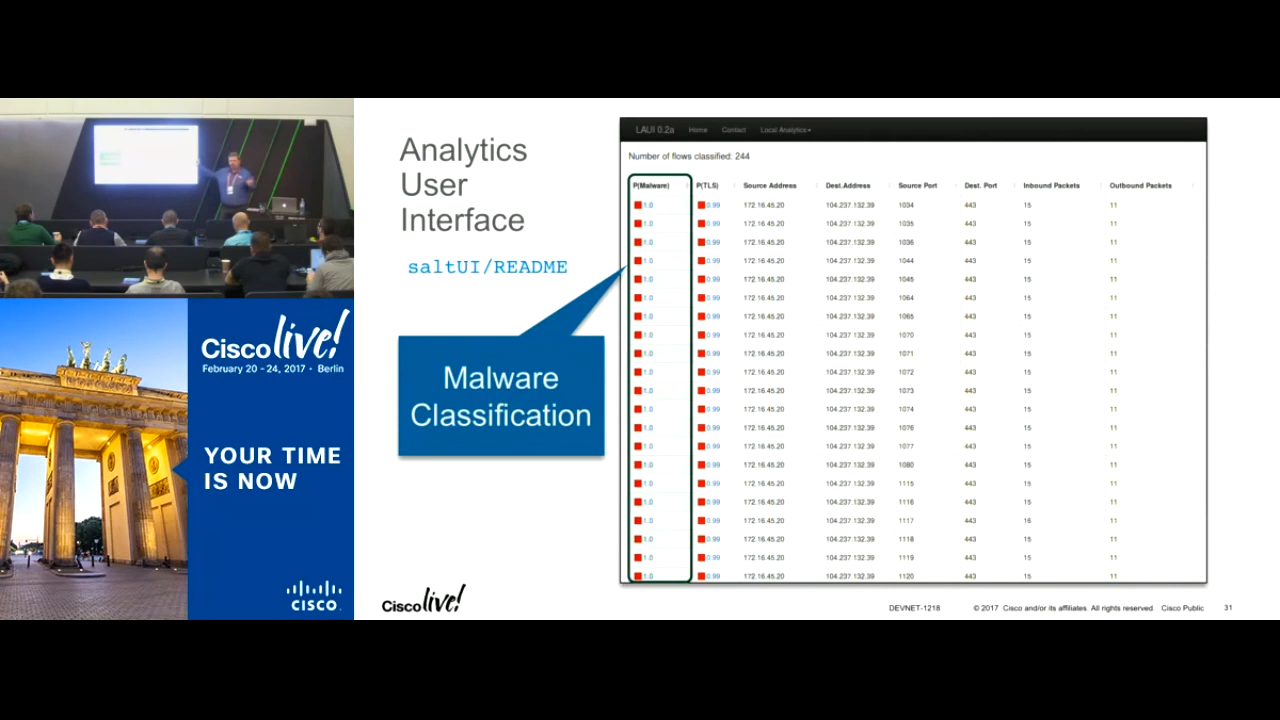 Cisco live!
February 20 - 24, 2017 • Berlin
YOUR TIME
IS NOW
CISCO
Analytics
User
Interface
saltUI/README
Malware
Classification
LAUI 0.2a Home Contact Local Analytics
Number of flows classified: 244
P(Malware) P(TLS) Source Address Dest.Address Source Port Dest. Port Inbound Packets Outbound Packets
1.0 0.99 172.16.45.20 104.237.132.39 1034 443 15 11
1.0 0.99 172.16.45.20 104.237.132.39 1035 443 15 11
1.0 0.99 172.16.45.20 104.237.132.39 1036 443 15 11
1.0 0.99 172.16.45.20 104.237.132.39 1044 443 15 11
1.0 0.99 172.16.45.20 104.237.132.39 1045 443 15 11
1.0 0.99 172.16.45.20 104.237.132.39 1064 443 15 11
1.0 0.99 172.16.45.20 104.237.132.39 1065 443 15 11
1.0 0.99 172.16.45.20 104.237.132.39 1070 443 15 11
1.0 0.99 172.16.45.20 104.237.132.39 1071 443 15 11
1.0 0.99 172.16.45.20 104.237.132.39 1072 443 15 11
1.0 0.99 172.16.45.20 104.237.132.39 1073 443 15 11
1.0 0.99 172.16.45.20 104.237.132.39 1074 443 15 11
1.0 0.99 172.16.45.20 104.237.132.39 1076 443 15 11
1.0 0.99 172.16.45.20 104.237.132.39 1077 443 15 11
1.0 0.99 172.16.45.20 104.237.132.39 1080 443 15 11
1.0 0.99 172.16.45.20 104.237.132.39 1115 443 15 11
1.0 0.99 172.16.45.20 104.237.132.39 1116 443 15 11
1.0 0.99 172.16.45.20 104.237.132.39 1117 443 16 11
1.0 0.99 172.16.45.20 104.237.132.39 1118 443 15 11
1.0 0.99 172.16.45.20 104.237.132.39 1119 443 15 11
1.0 0.99 172.16.45.20 104.237.132.39 1120 443 15 11
Cisco live!
DEVNET-1218 © 2017 Cisco and/or its affiliates. All rights reserved. Cisco Public 31